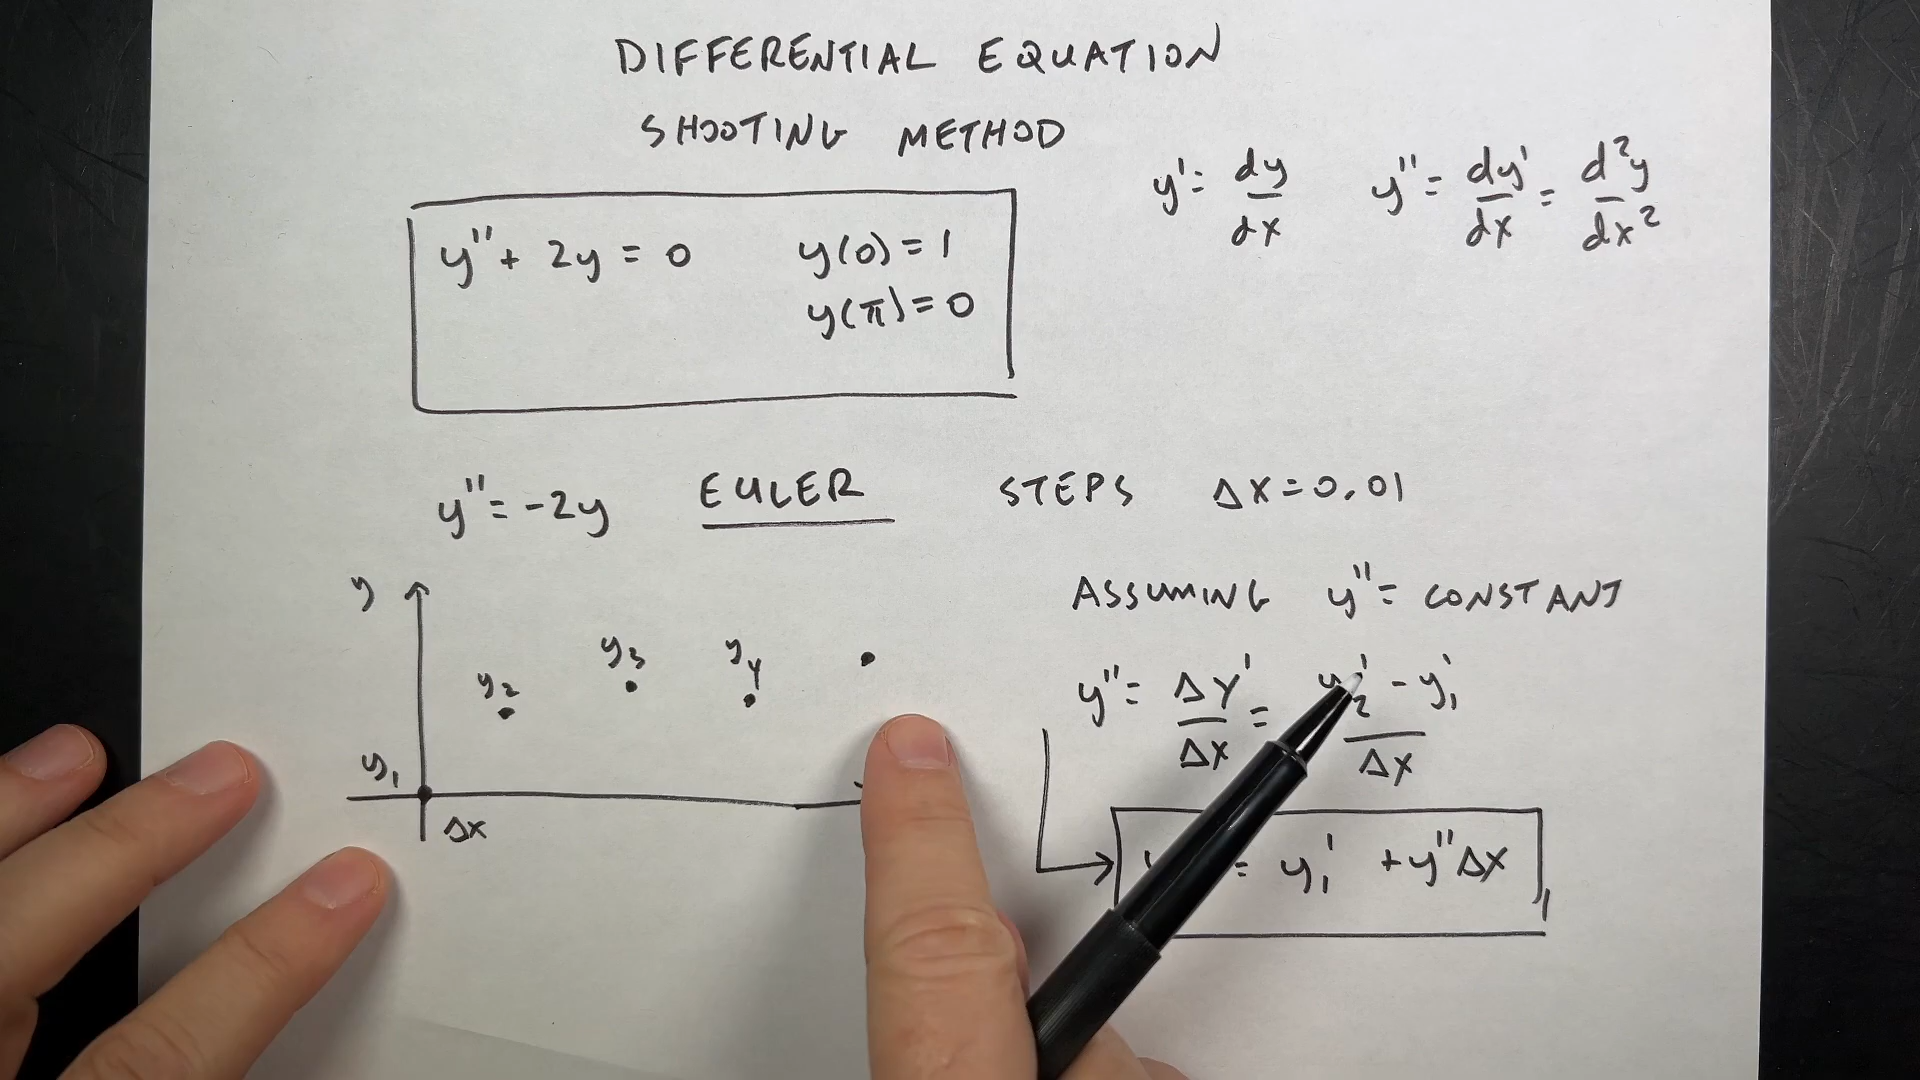 DIFFERENTIAL EQUATION
SHOOTING METHOD
y' = dy/dx    y'' = dy'/dx = d²y/dx²
y'' + 2y = 0    y(0) = 1
y(π) = 0
y'' = -2y    EULER    STEPS    Δx = 0.01
y
ASSUMING y'' = CONSTANT
y₂    y₃    y₄
y'' = Δy'/Δx = y₂' - y₁'/Δx
y₁
Δx
= y₁' + y''Δx